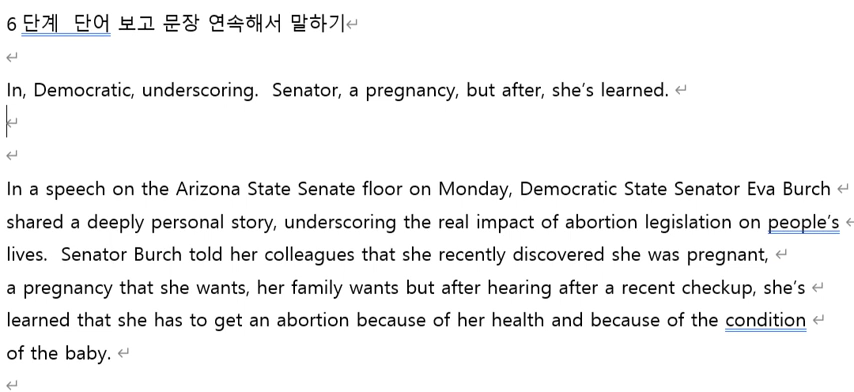 6 단계  단어 보고 문장 연속해서 말하기
In, Democratic, underscoring.  Senator, a pregnancy, but after, she’s learned.
In a speech on the Arizona State Senate floor on Monday, Democratic State Senator Eva Burch
shared a deeply personal story, underscoring the real impact of abortion legislation on people’s
lives.  Senator Burch told her colleagues that she recently discovered she was pregnant,
a pregnancy that she wants, her family wants but after hearing after a recent checkup, she’s
learned that she has to get an abortion because of her health and because of the condition
of the baby.